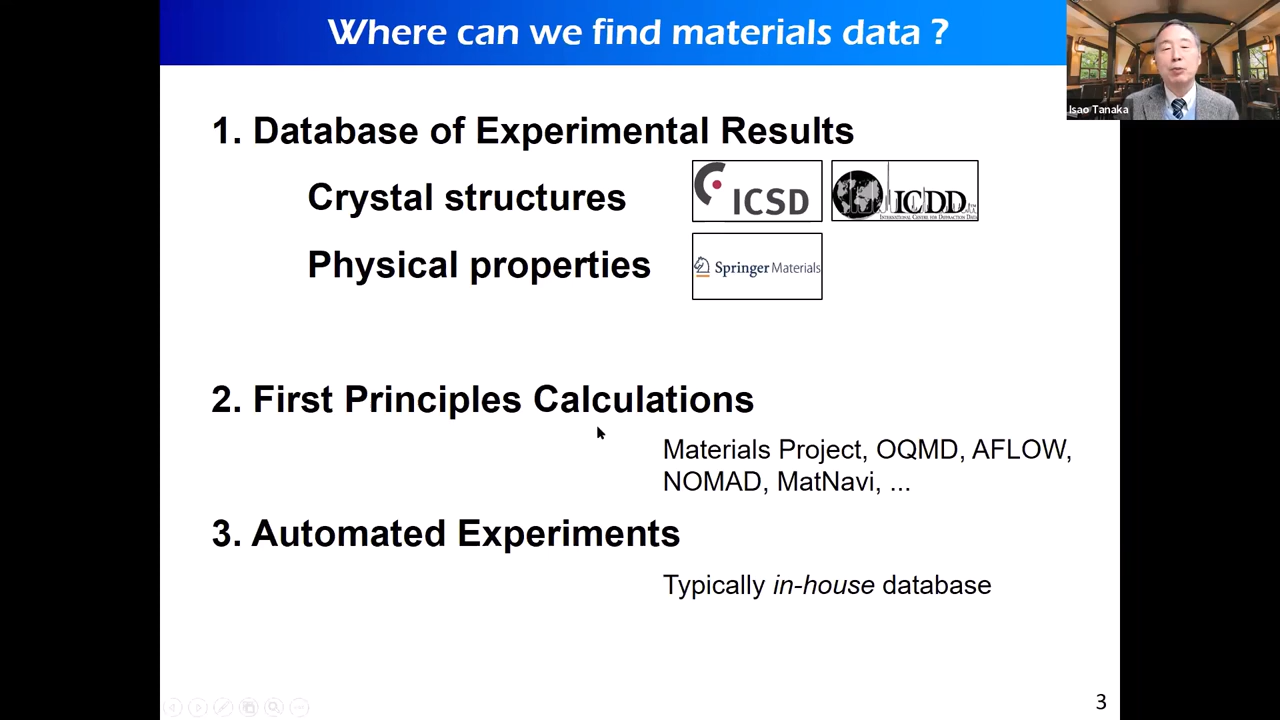 Where can we find materials data ?
Isao Tanaka
1. Database of Experimental Results
Crystal structures
ICSD
ICDD
INTERNATIONAL CENTRE FOR DIFFRACTION DATA
Physical properties
Springer Materials
2. First Principles Calculations
Materials Project, OQMD, AFLOW,
NOMAD, MatNavi, ...
3. Automated Experiments
Typically in-house database
3